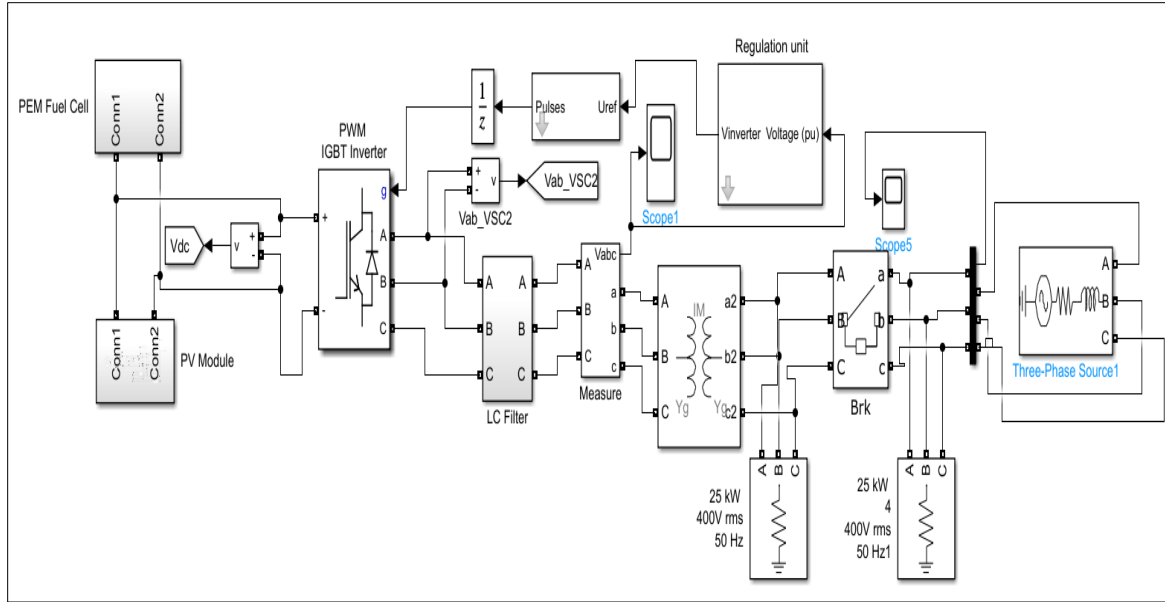 Regulation unit
PEM Fuel Cell
Conn1
Conn2
1
z
Pulses
Uref
Vinverter
Voltage (pu)
PWM
IGBT Inverter
g
+
-
A
B
C
+
-
v
Vab_VSC2
Vab_VSC2
Scope1
Scope5
Vdc
v
+
-
Conn1
Conn2
PV Module
A
B
C
A
B
C
LC Filter
Vabc
A
a
B
b
C
c
Measure
A
B
C
IM
Yg
Yg
a2
b2
c2
A
B
C
a
b
c
Brk
A
B
C
Three-Phase Source1
A
B
C
25 kW
400V rms
50 Hz
A
B
C
25 kW
4
400V rms
50 Hz1